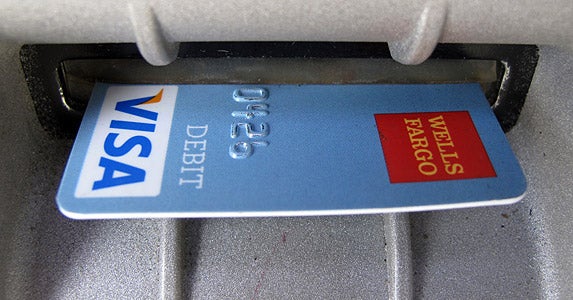 WELLS
FARGO
0426
DEBIT
VISA